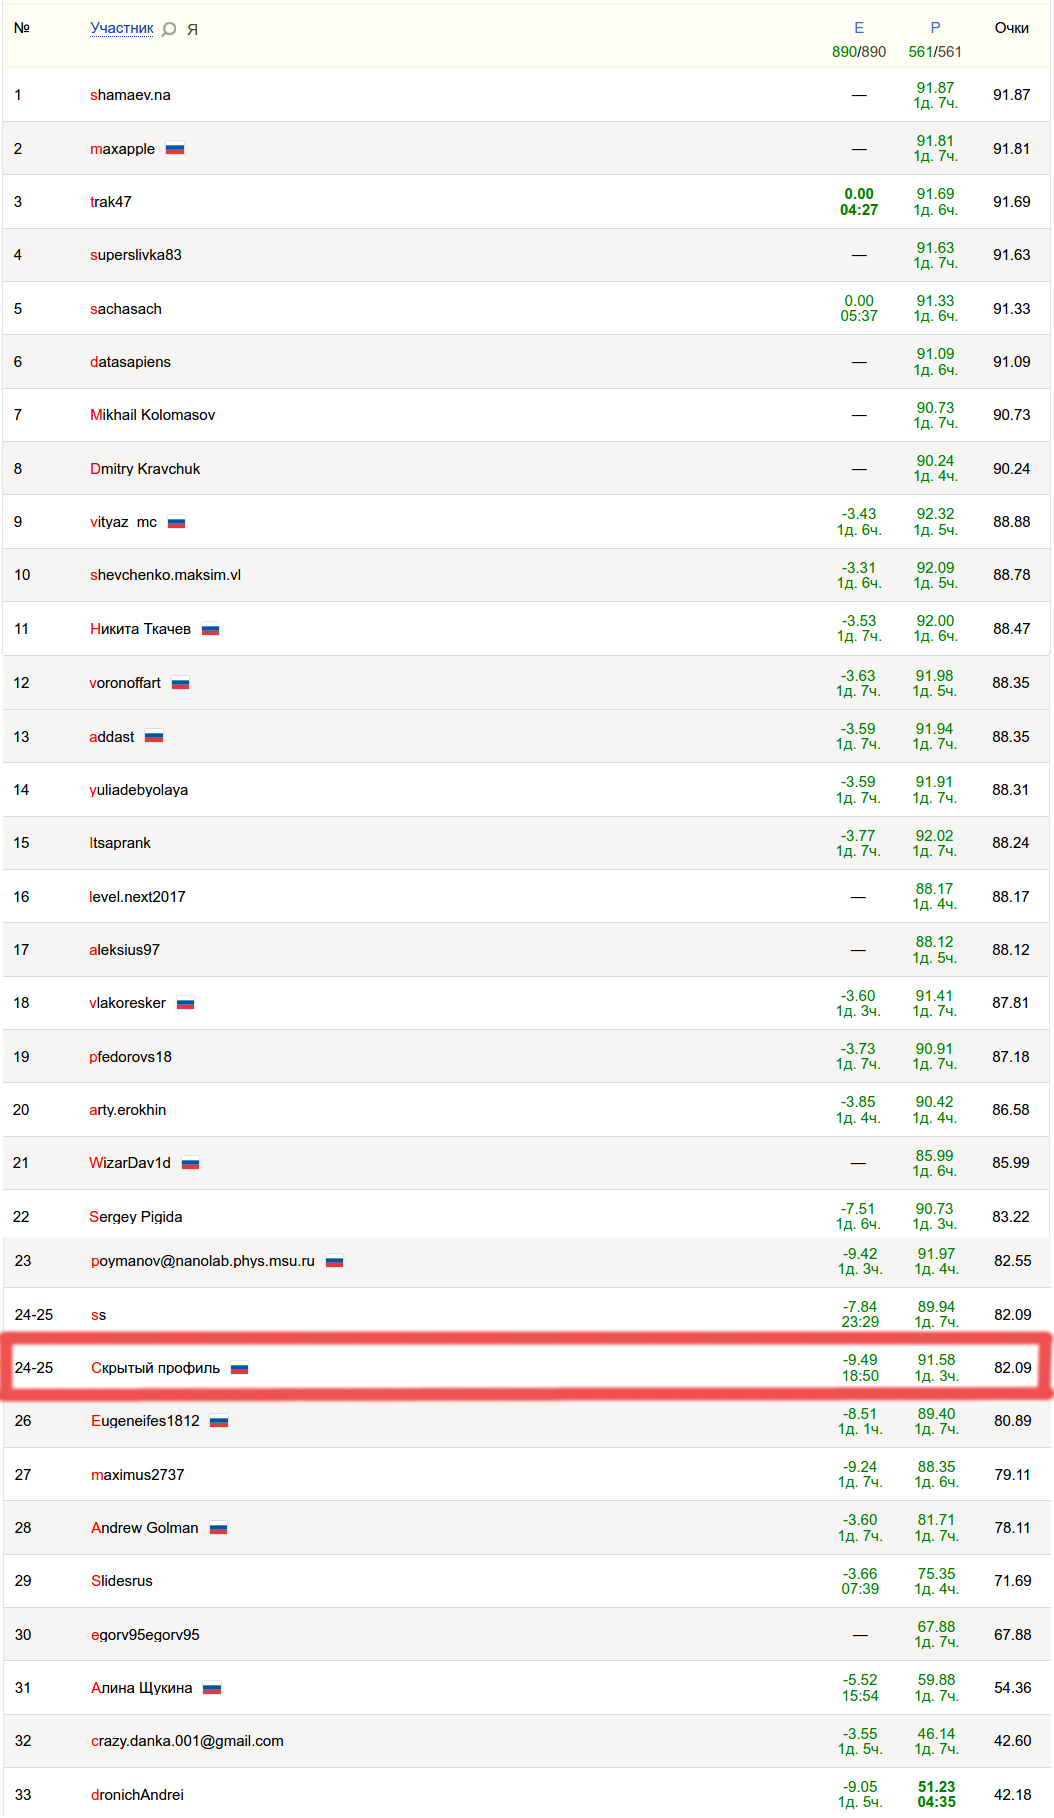 № Участник Я E P Очки
890/890 561/561
1 shamaev.na — 91.87 91.87
1д. 7ч.
2 maxapple — 91.81 91.81
1д. 7ч.
3 trak47 0.00 91.69 91.69
04:27 1д. 6ч.
4 superslivka83 — 91.63 91.63
1д. 7ч.
5 sachasach 0.00 91.33 91.33
05:37 1д. 6ч.
6 datasapiens — 91.09 91.09
1д. 6ч.
7 Mikhail Kolomasov — 90.73 90.73
1д. 7ч.
8 Dmitry Kravchuk — 90.24 90.24
1д. 4ч.
9 vityaz mc -3.43 92.32 88.88
1д. 6ч. 1д. 5ч.
10 shevchenko.maksim.vl -3.31 92.09 88.78
1д. 6ч. 1д. 5ч.
11 Никита Ткачев -3.53 92.00 88.47
1д. 7ч. 1д. 6ч.
12 voronoffart -3.63 91.98 88.35
1д. 7ч. 1д. 5ч.
13 addast -3.59 91.94 88.35
1д. 7ч. 1д. 7ч.
14 yuliadebyolaya -3.59 91.91 88.31
1д. 7ч. 1д. 7ч.
15 Itsaprank -3.77 92.02 88.24
1д. 7ч. 1д. 7ч.
16 level.next2017 — 88.17 88.17
1д. 4ч.
17 aleksius97 — 88.12 88.12
1д. 5ч.
18 vlakoresker -3.60 91.41 87.81
1д. 3ч. 1д. 7ч.
19 pfedorovs18 -3.73 90.91 87.18
1д. 7ч. 1д. 7ч.
20 arty.erokhin -3.85 90.42 86.58
1д. 4ч. 1д. 4ч.
21 WizarDav1d — 85.99 85.99
1д. 6ч.
22 Sergey Pigida -7.51 90.73 83.22
1д. 6ч. 1д. 3ч.
23 poymanov@nanolab.phys.msu.ru -9.42 91.97 82.55
1д. 3ч. 1д. 4ч.
24-25 ss -7.84 89.94 82.09
23:29 1д. 7ч.
24-25 Скрытый профиль -9.49 91.58 82.09
18:50 1д. 3ч.
26 Eugeneifes1812 -8.51 89.40 80.89
1д. 1ч. 1д. 7ч.
27 maximus2737 -9.24 88.35 79.11
1д. 7ч. 1д. 6ч.
28 Andrew Golman -3.60 81.71 78.11
1д. 7ч. 1д. 7ч.
29 Slidesrus -3.66 75.35 71.69
07:39 1д. 4ч.
30 egorv95egorv95 — 67.88 67.88
1д. 7ч.
31 Алина Щукина -5.52 59.88 54.36
15:54 1д. 7ч.
32 crazy.danka.001@gmail.com -3.55 46.14 42.60
1д. 5ч. 1д. 7ч.
33 dronichAndrei -9.05 51.23 42.18
1д. 5ч. 04:35